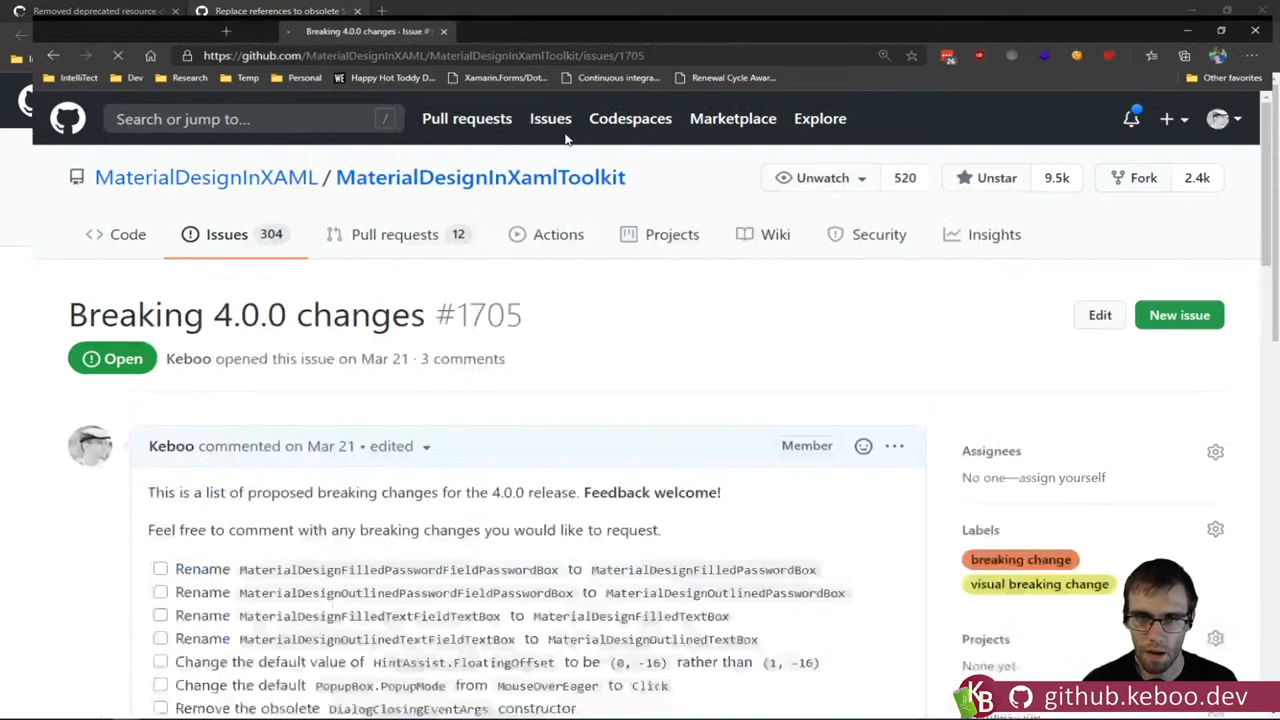 Removed deprecated resource d
Replace references to obsolete S
Breaking 4.0.0 changes · Issue #
https://github.com/MaterialDesignInXAML/MaterialDesignInXamlToolkit/issues/1705
26
IntelliTect
Dev
Research
Temp
Personal
WE Happy Hot Toddy D...
Xamarin.Forms/Dot...
Continuous integra...
Renewal Cycle Awar...
Other favorites
Search or jump to... /
Pull requests Issues Codespaces Marketplace Explore
MaterialDesignInXAML / MaterialDesignInXamlToolkit
Unwatch 520
Unstar 9.5k
Fork 2.4k
Code
Issues 304
Pull requests 12
Actions
Projects
Wiki
Security
Insights
Breaking 4.0.0 changes #1705
Edit
New issue
Open
Keboo opened this issue on Mar 21 · 3 comments
Keboo commented on Mar 21 • edited
Member
This is a list of proposed breaking changes for the 4.0.0 release. Feedback welcome!
Feel free to comment with any breaking changes you would like to request.
Rename MaterialDesignFilledPasswordFieldPasswordBox to MaterialDesignFilledPasswordBox
Rename MaterialDesignOutlinedPasswordFieldPasswordBox to MaterialDesignOutlinedPasswordBox
Rename MaterialDesignFilledTextFieldTextBox to MaterialDesignFilledTextBox
Rename MaterialDesignOutlinedTextFieldTextBox to MaterialDesignOutlinedTextBox
Change the default value of HintAssist.FloatingOffset to be (0, -16) rather than (1, -16)
Change the default PopupBox.PopupMode from MouseOverEager to Click
Remove the obsolete DialogClosingEventArgs constructor
Assignees
No one—assign yourself
Labels
breaking change
visual breaking change
Projects
None yet
KB
github.keboo.dev